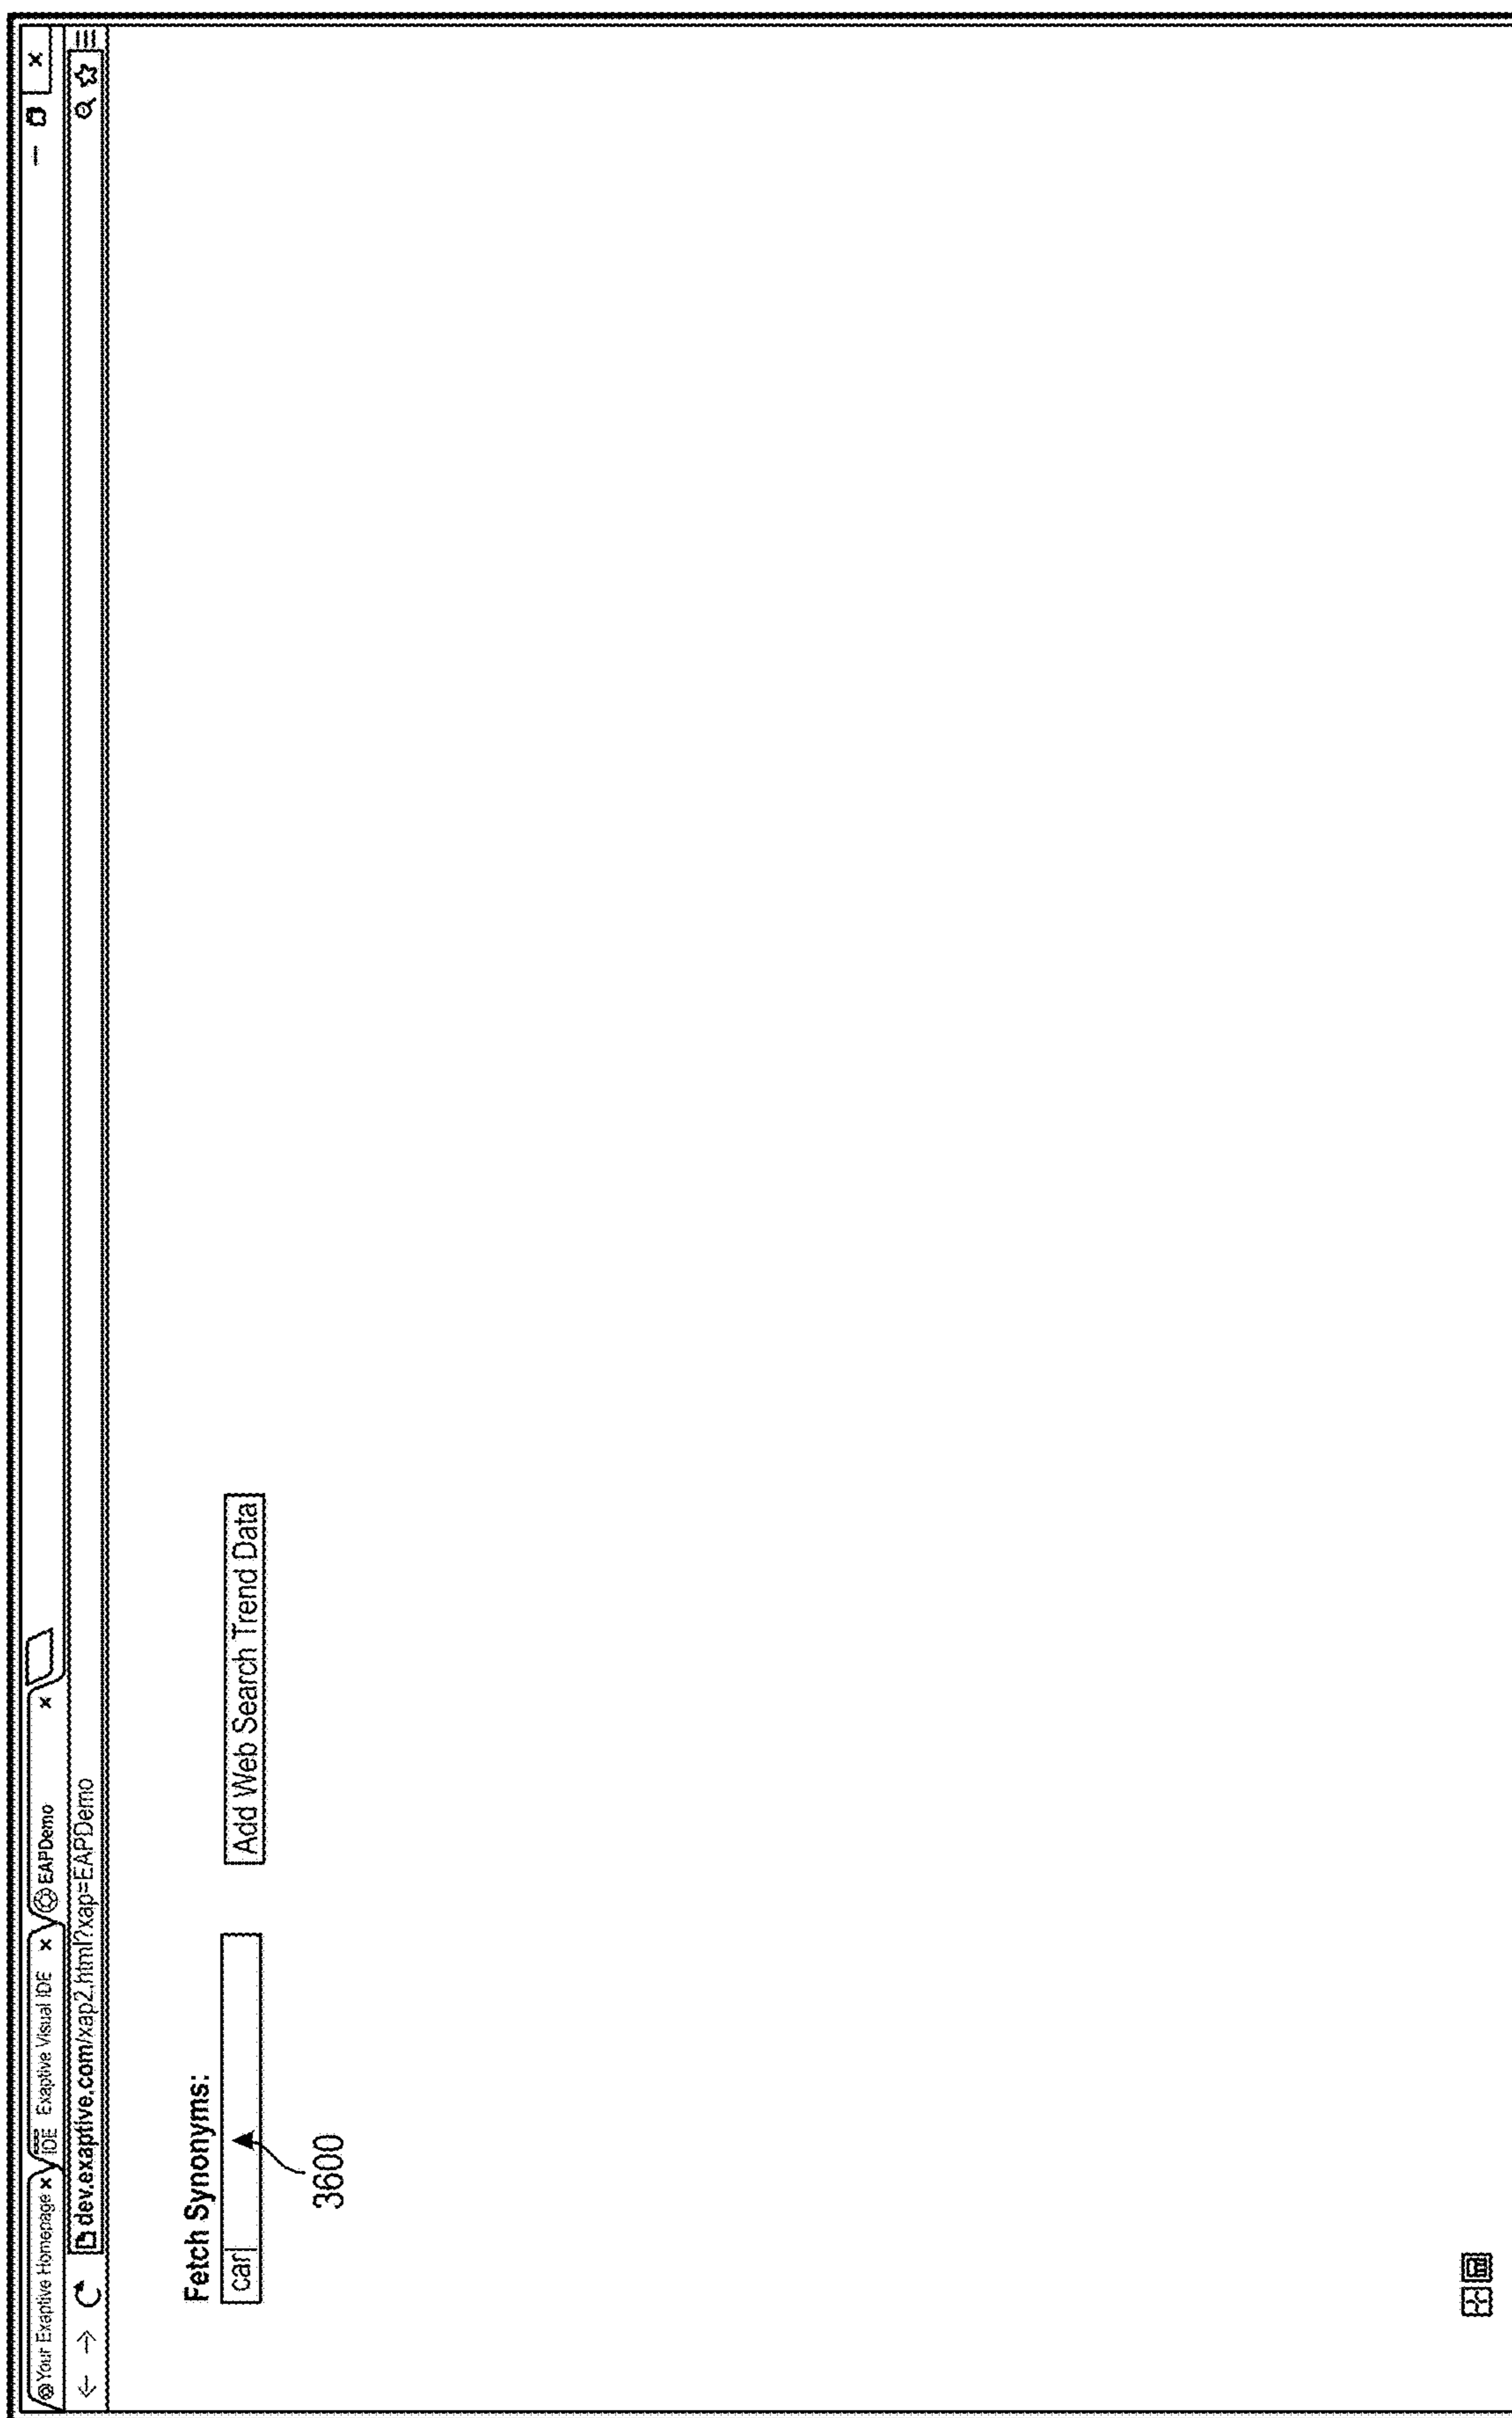 Your Exaptive Homepage x IDE Exaptive Visual IDE x EAPDemo x
dev.exaptive.com/xap2.html?xap=EAPDemo
Fetch Synonyms:
car Add Web Search Trend Data
3600